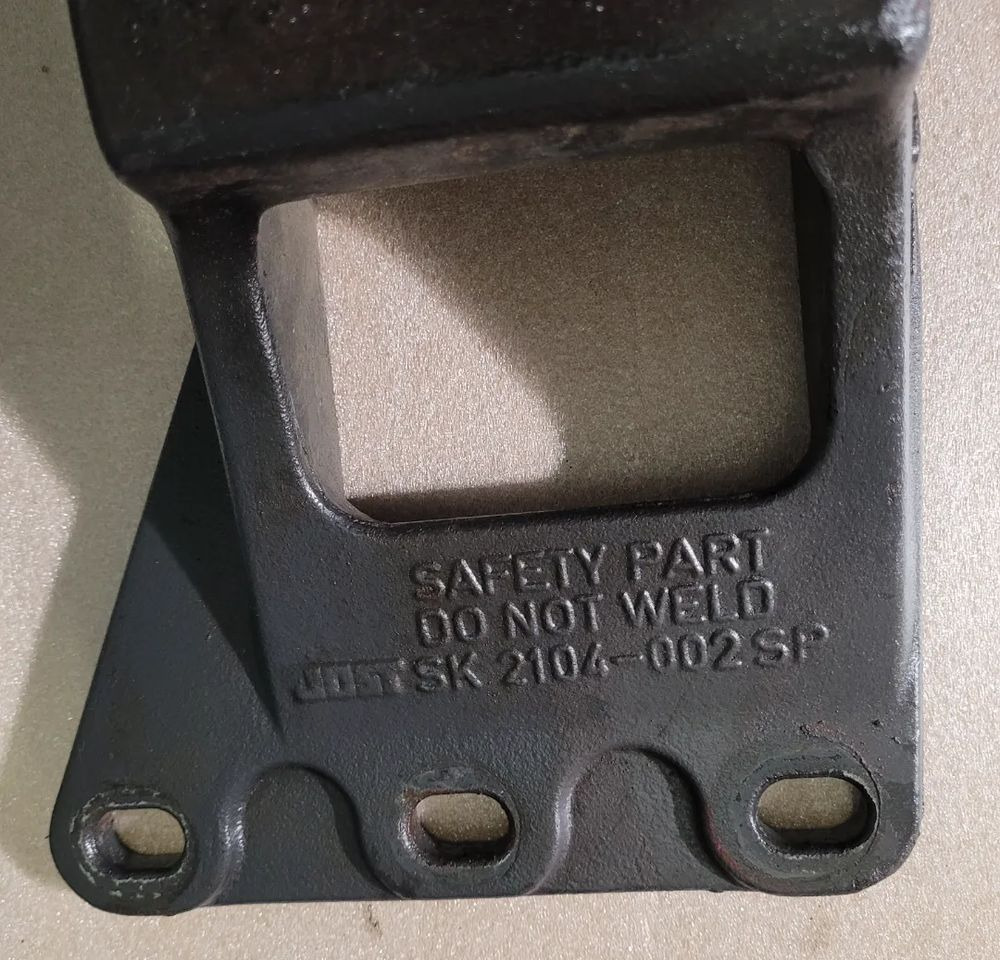 SAFETY PART
DO NOT WELD
JOST SK 2104-002 SP